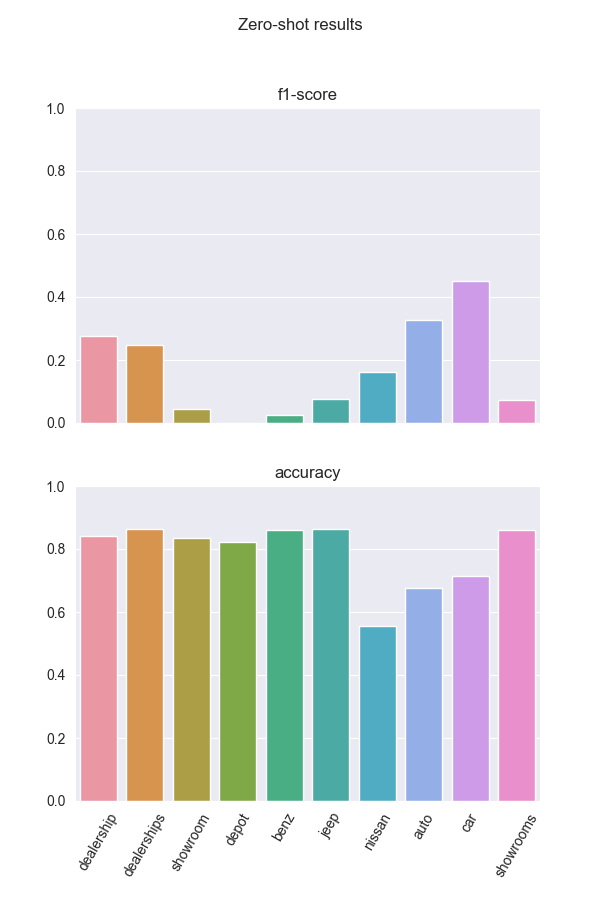 Zero-shot results
f1-score
1.0
0.8
0.6
0.4
0.2
0.0
accuracy
1.0
0.8
0.6
0.4
0.2
0.0
dealership
dealerships
showroom
depot
benz
jeep
nissan
auto
car
showrooms